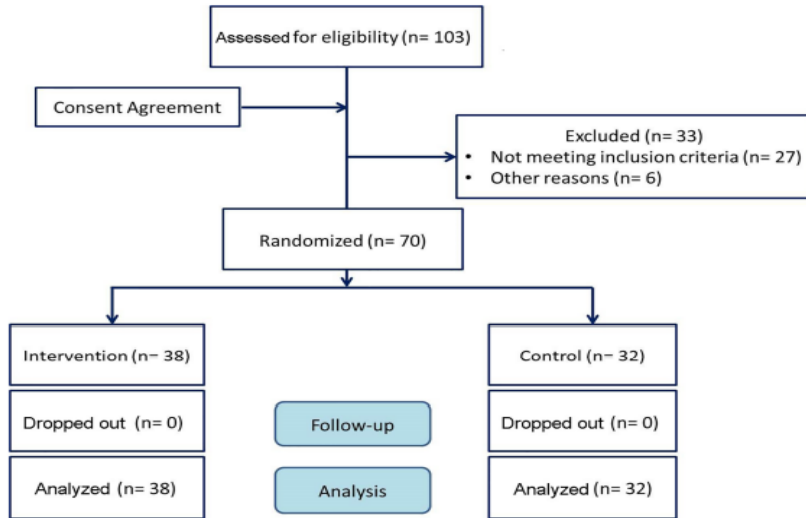 Assessed for eligibility (n= 103)
Consent Agreement
Excluded (n= 33)
• Not meeting inclusion criteria (n= 27)
• Other reasons (n= 6)
Randomized (n= 70)
Intervention (n− 38)
Control (n− 32)
Dropped out (n= 0)
Follow-up
Dropped out (n= 0)
Analyzed (n= 38)
Analysis
Analyzed (n= 32)